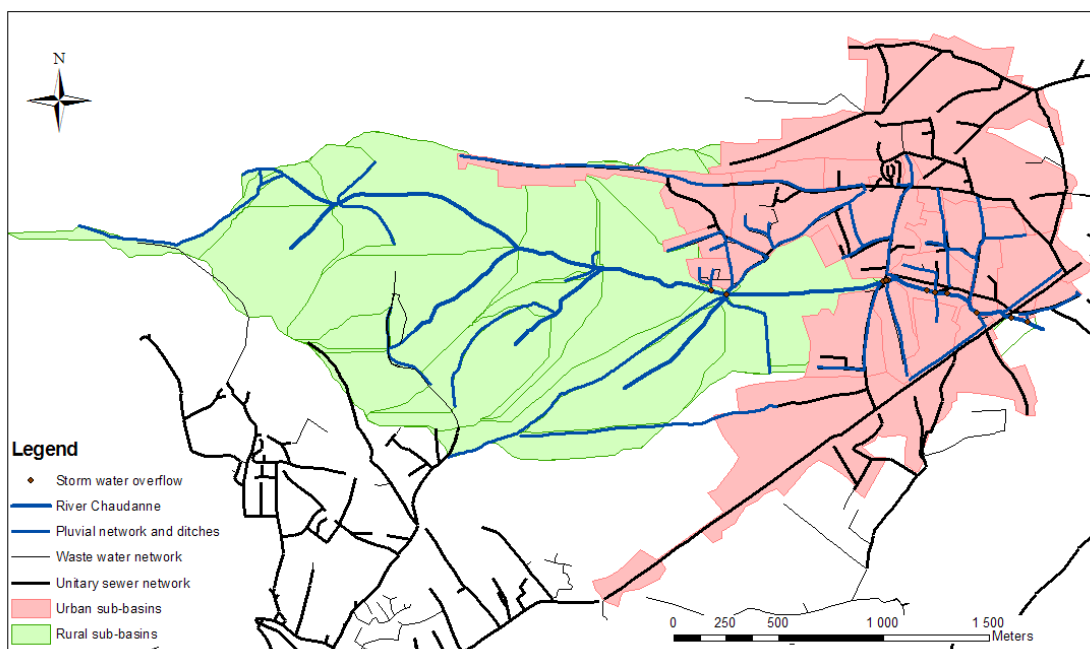 N
Legend
Storm water overflow
River Chaudanne
Pluvial network and ditches
Waste water network
Unitary sewer network
Urban sub-basins
Rural sub-basins
0 250 500 1 000 1 500
Meters